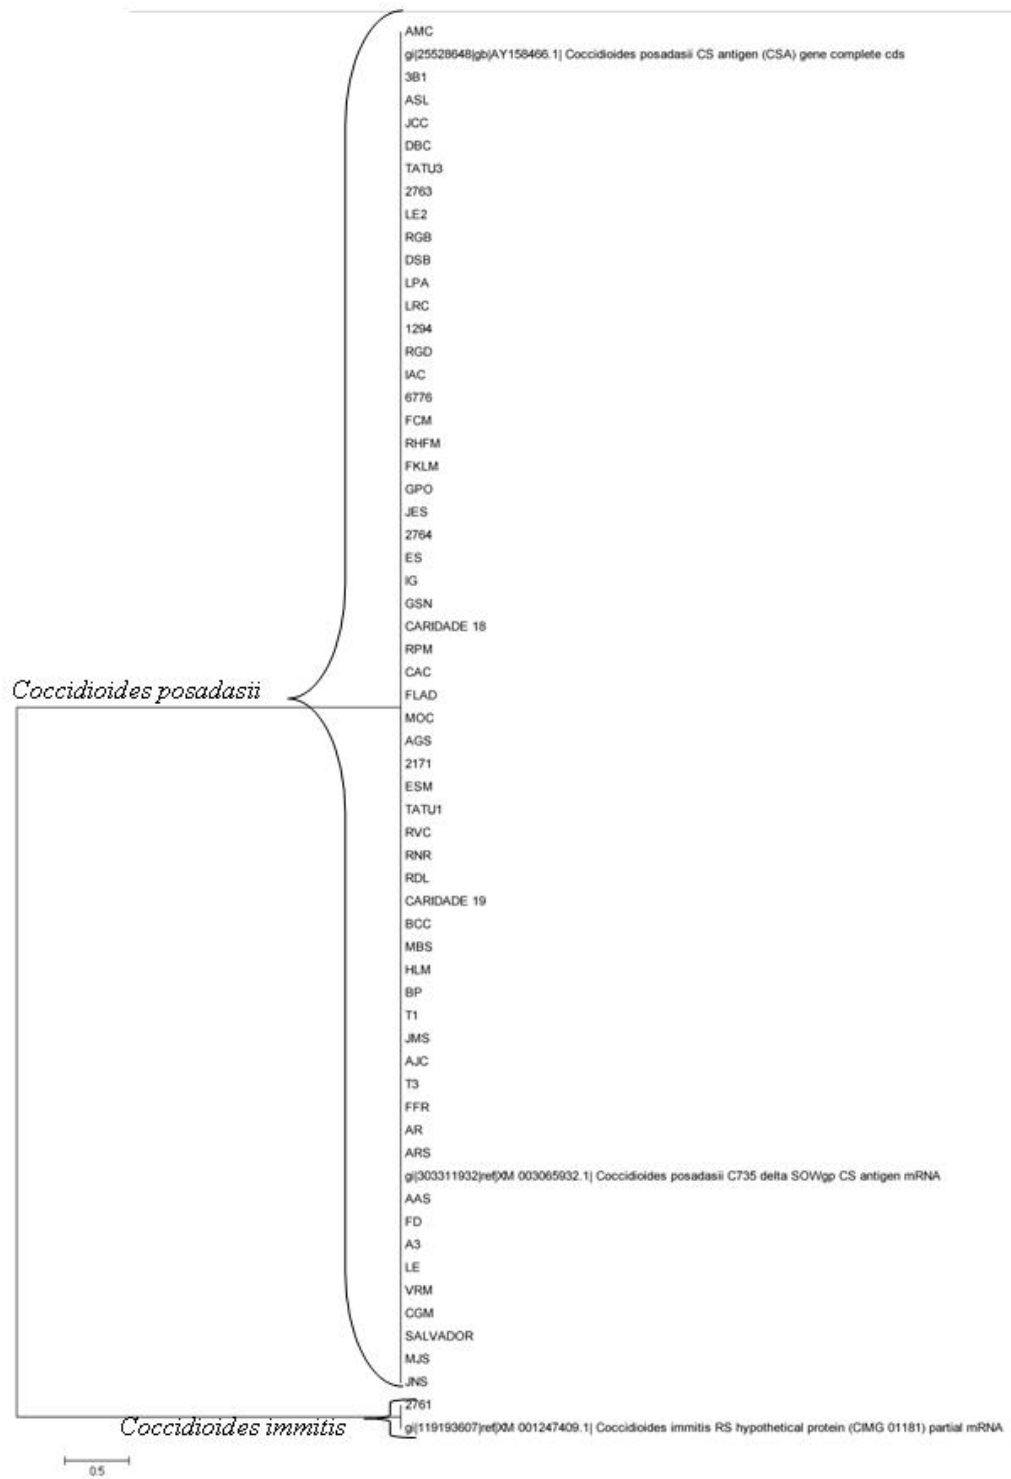 AMC
gi|25528648|gb|AY158466.1| Coccidioides posadasii CS antigen (CSA) gene complete cds
3B1
ASL
JCC
DBC
TATU3
2763
LE2
RGB
DSB
LPA
LRC
1294
RGD
IAC
6776
FCM
RHFM
FKLM
GPO
JES
2764
ES
IG
GSN
CARIDADE 18
RPM
CAC
FLAD
Coccidioides posadasii
MOC
AGS
2171
ESM
TATU1
RVC
RNR
RDL
CARIDADE 19
BCC
MBS
HLM
BP
T1
JMS
AJC
T3
FFR
AR
ARS
gi|303311932|ref|XM 003065932.1| Coccidioides posadasii C735 delta SOWgp CS antigen mRNA
AAS
FD
A3
LE
VRM
CGM
SALVADOR
MJS
JNS
2761
Coccidioides immitis
gi|119193607|ref|XM 001247409.1| Coccidioides immitis RS hypothetical protein (CIMG 01181) partial mRNA
0.5